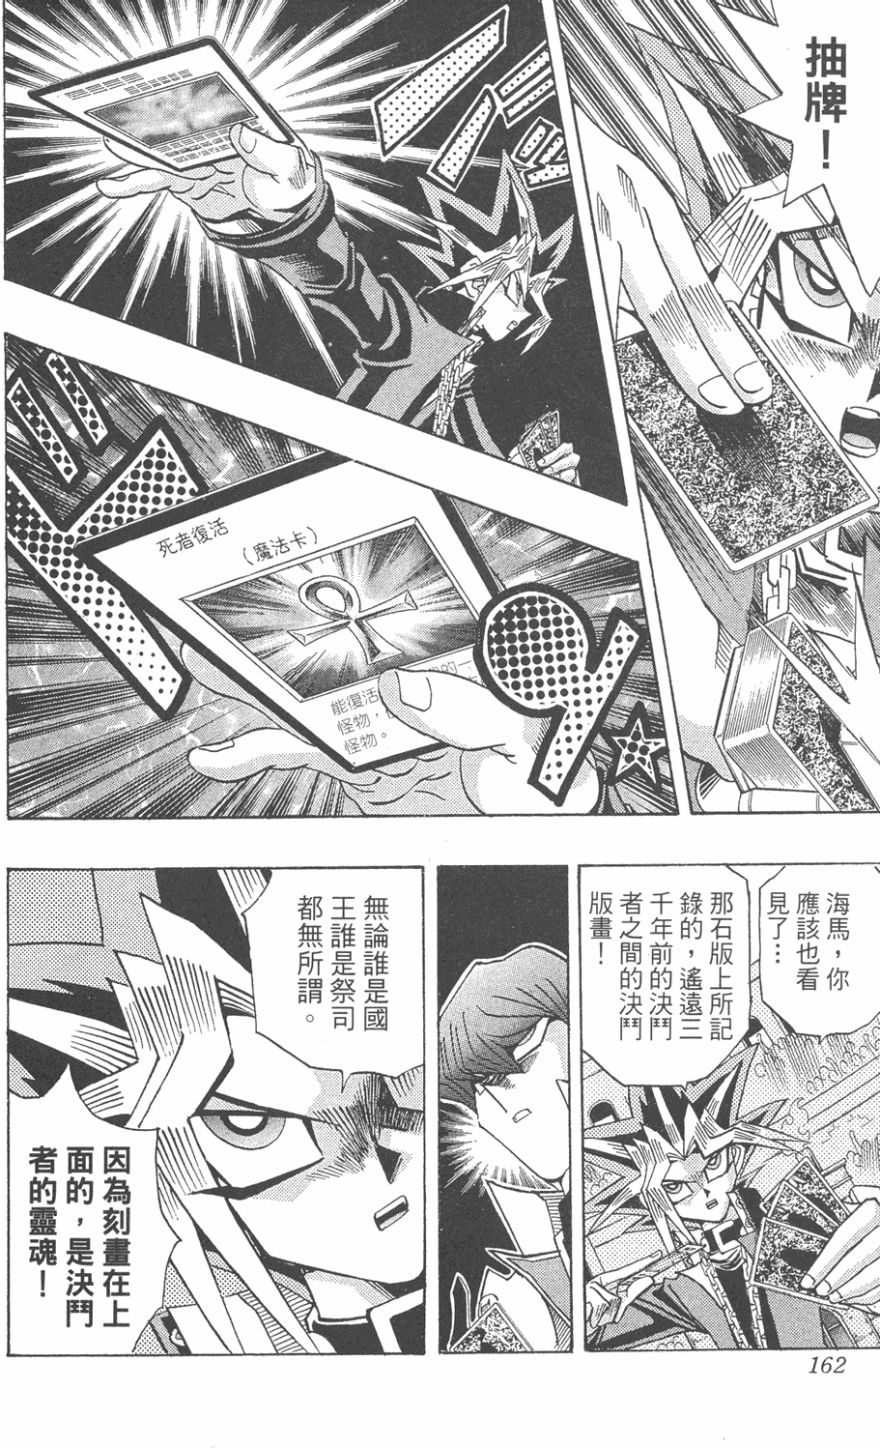 抽牌！
死者復活
（魔法卡）
能復活
怪物，
怪物。
海馬，你
應該也看
見了…
那石版上所記
錄的，遙遠三
千年前的決鬥
者之間的決鬥
版畫！
無論誰是國
王誰是祭司
都無所謂。
因為刻畫在上
面的，是決鬥
者的靈魂！
162